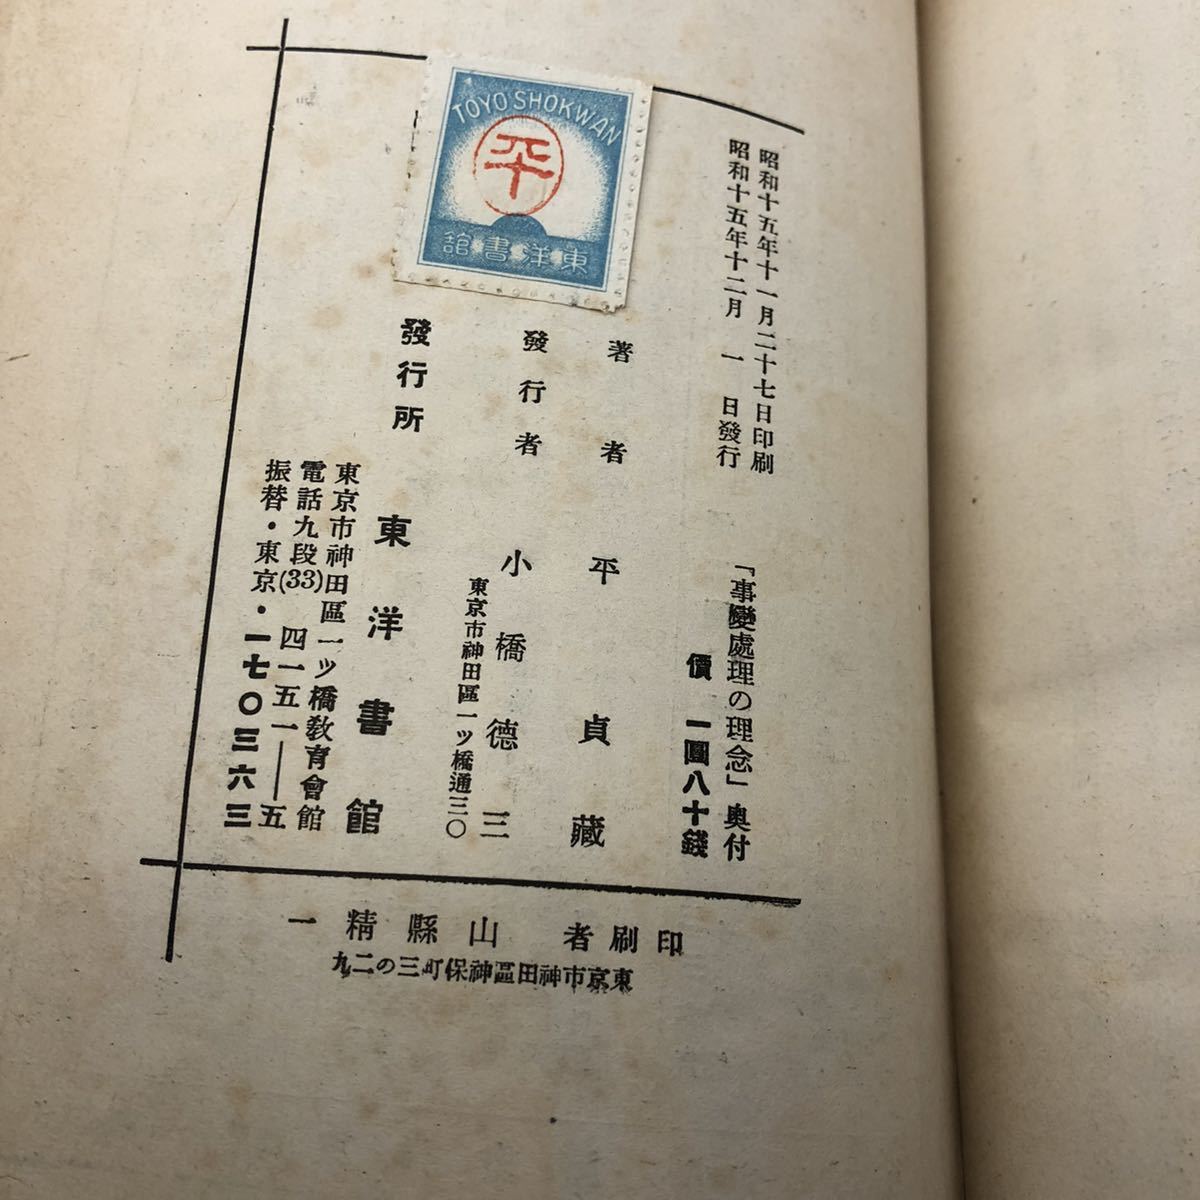 昭和十五年十一月二十七日印刷
昭和十五年十二月 一 日發行
「事變處理の理念」奥付
價 一圓八十錢
著者 平貞藏
發行者 小橋德三
東京市神田區一ツ橋通三〇
發行所 東洋書館
東京市神田區一ツ橋教育會館
電話九段(33)四一五一――五
振替・東京・一七〇三六三
TOYO SHOKWAN
平
東洋書館
印刷者 山縣精一
東京市神田區神保町三の二九